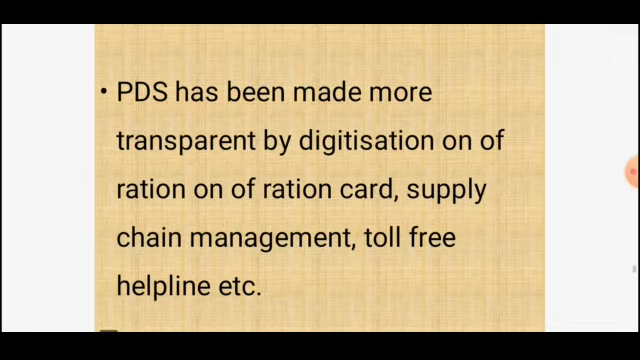 • PDS has been made more
transparent by digitisation on of
ration on of ration card, supply
chain management, toll free
helpline etc.